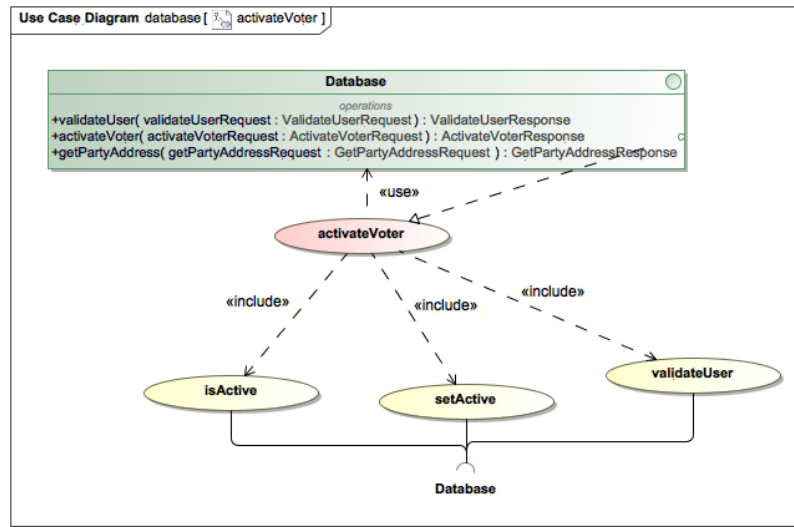 Use Case Diagram database [ activateVoter ]
Database
operations
+validateUser( validateUserRequest : ValidateUserRequest ) : ValidateUserResponse
+activateVoter( activateVoterRequest : ActivateVoterRequest ) : ActivateVoterResponse
+getPartyAddress( getPartyAddressRequest : GetPartyAddressRequest ) : GetPartyAddressResponse
«use»
activateVoter
«include»
«include»
«include»
isActive
setActive
validateUser
Database